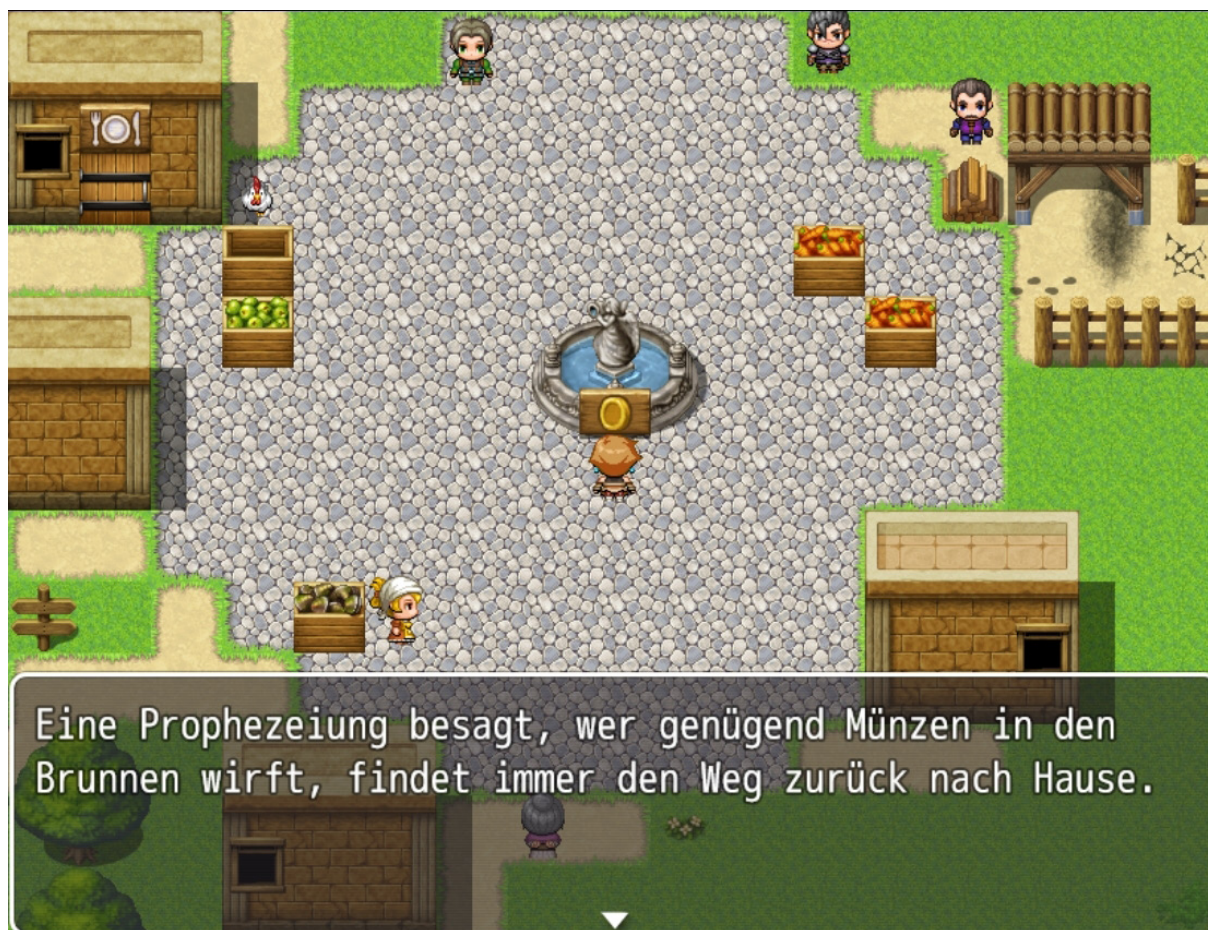 Eine Prophezeiung besagt, wer genügend Münzen in den
Brunnen wirft, findet immer den Weg zurück nach Hause.